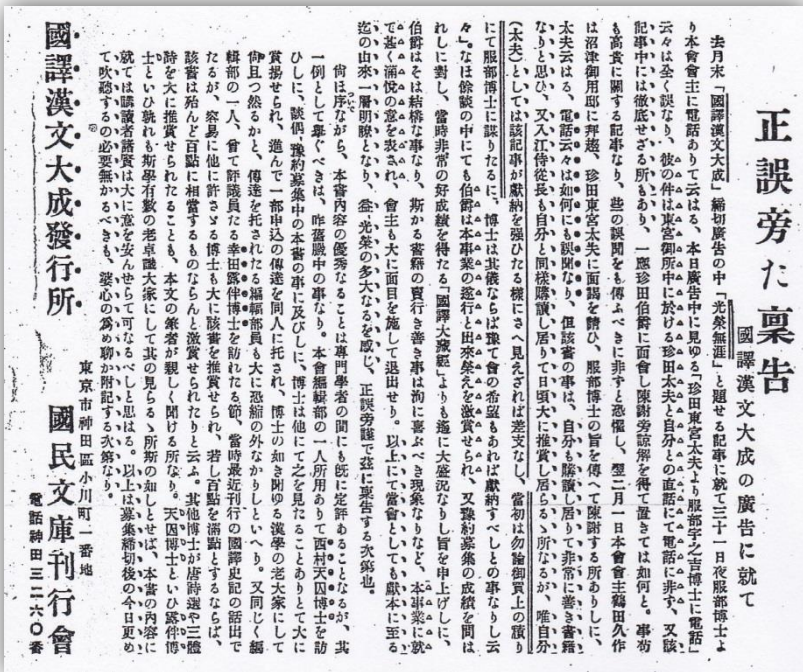 正誤旁た稟告
國譯漢文大成の廣告に就て
去月末「國譯漢文大成」締切廣告の中「光榮無涯」と題せる記事に就て三十一日夜服部博士よ
り本會會主に電話ありて云はる、本日廣告中に見ゆる「珍田東宮太夫より服部宇之吉博士に電話」
云々は全く誤なり、彼の件は東宮御所中に於ける珍田太夫と自分との直話にて電話に非ず、又該
記事中には徹底せざる所もあり、一應珍田伯爵に面會し陳謝旁諒解を得て置きては如何と。事苟
も高貴に關する記事なり、些の誤聞をも傳ふべきに非ずと恐懼し、翌二月一日本會會主鶴田久作
は沼津御用邸に拜趨、珍田東宮太夫に面謁を請ひ、服部博士の旨を傳へて陳謝する所ありしに、
太夫云はる、電話云々は如何にも誤聞なり、但該書の事は、自分も購讀し居りて非常に善き書籍
なりと思ひ、又入江侍從長も自分と同樣購讀し居りて日頃大に推賞し居らるゝ所なるが、唯自分
(太夫)としては該記事が獻納を强ひたる樣にさへ見えざれば差支なし、當初は勿論御買上の積り
にて服部博士に謀りたるに、博士は其儀ならば豫て會の希望もあれば獻納すべしとの事なりし云
々」。なほ餘談の中にても伯爵は本事業の遂行と出來榮えを激賞せられ、又豫約募集の成績を問は
れしに對し、當時非常の好成績を得たる「國譯大藏經」よりも遙に大盛況なりし旨を申上げしに、
伯爵はそは結構な事なり、斯かる書籍の賣行き善き事は洵に喜ぶべき現象なりなど、本事業に就
て甚く滿悅の意を表され、會主も大に面目を施して退出せり。以上にて當會としても獻本に至る
迄の由來一層明瞭となり、益〻光榮の多大なるを感じ、正誤旁謹で玆に稟告する次第也。
尙ほ序ながら、本書內容の優秀なることは專門學者の間にも旣に定評あることなるが、其
一例として擧ぐべきは、昨舊臘中の事なり。本會編輯部の一人所用ありて西村天囚博士を訪
ひしに、談偶〻豫約募集中の本書の事に及びしに、博士は他にて之を見たることありとて大に
賞揚せられ、進んで一部申込の傳達を同人に托され、博士の如き聞ゆる漢學の老大家にして
尙且つ然るかと、傳達を托されたる編輯部員も大に恐縮の外なかりしといへり。又同じく編
輯部の一人、曾て評議員たる幸田露伴博士を訪れたる節、當時最近刊行の國譯史記の話出で
たるが、容易に他に許さゞる博士も大に該書を推賞せられ、若し百點を滿點とするならば、
該書は殆んど百點に相當するものならんと激賞せられたりと云ふ。其他博士が唐詩選や三體
詩を大に推賞せられたることも、本文の筆者が親しく聞ける所なり。天囚博士といひ露伴博
士といひ孰れも斯學有數の老卓識大家にして其の見らるゝ所斯の如しとせば、本書の內容に
就ては購讀者諸賢は大に意を安んせらて可なるべしと思はる。以上は募集締切後の今日更め
て吹聽するの必要無かるべきも、婆心の爲め聊か附記する次第なり。
東京市神田區小川町一番地
國譯漢文大成發行所 國民文庫刊行會
電話神田三二六〇番